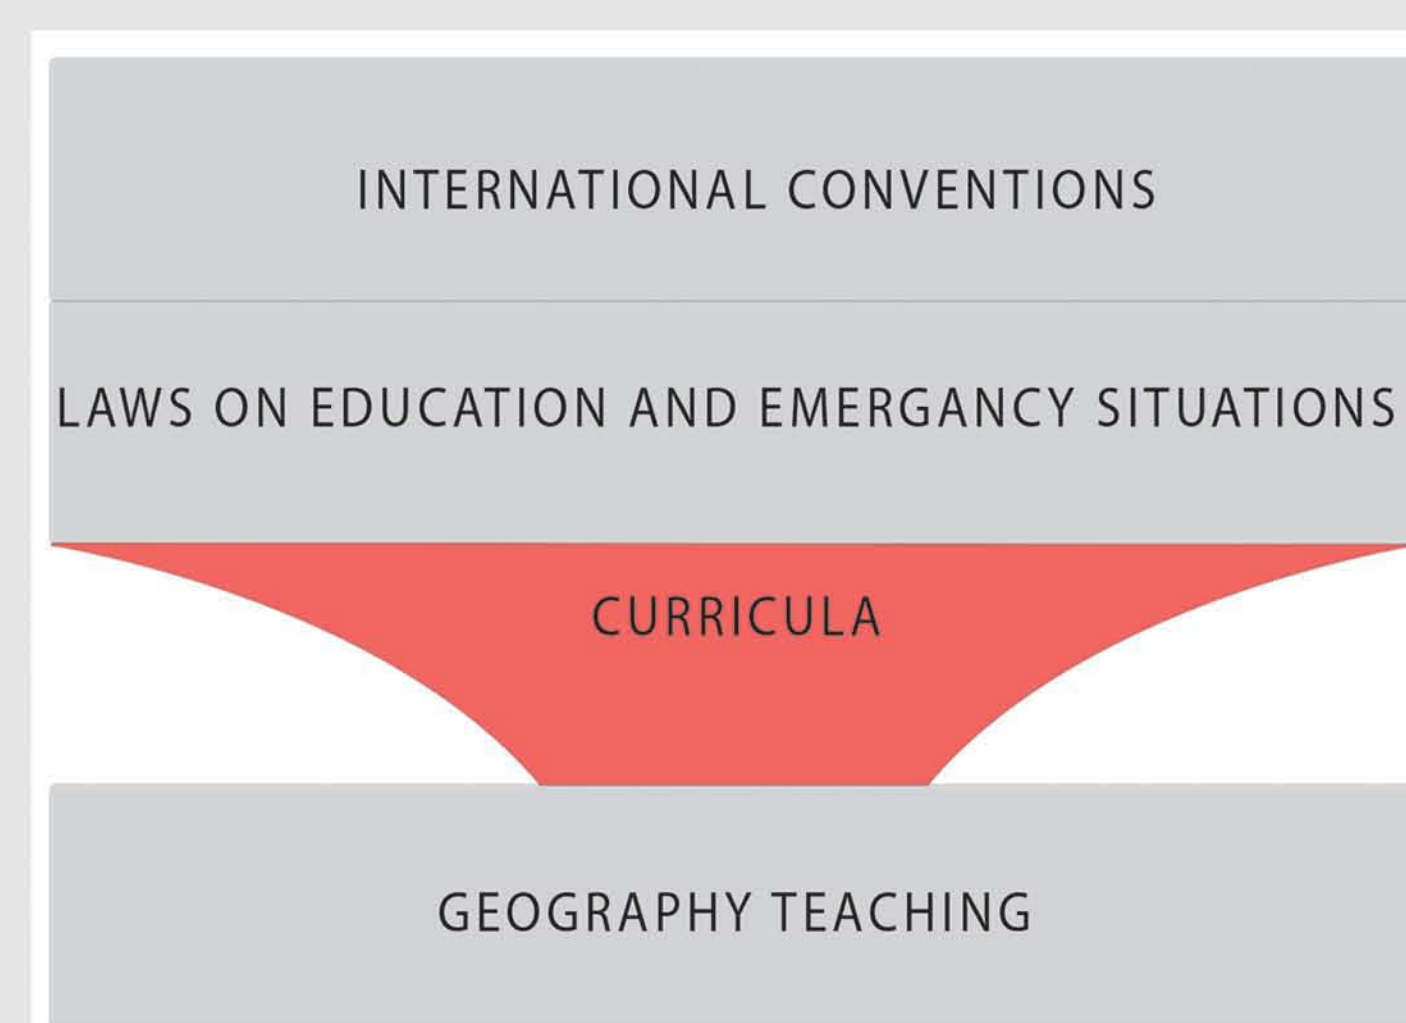 INTERNATIONAL CONVENTIONS
LAWS ON EDUCATION AND EMERGANCY SITUATIONS
CURRICULA
GEOGRAPHY TEACHING